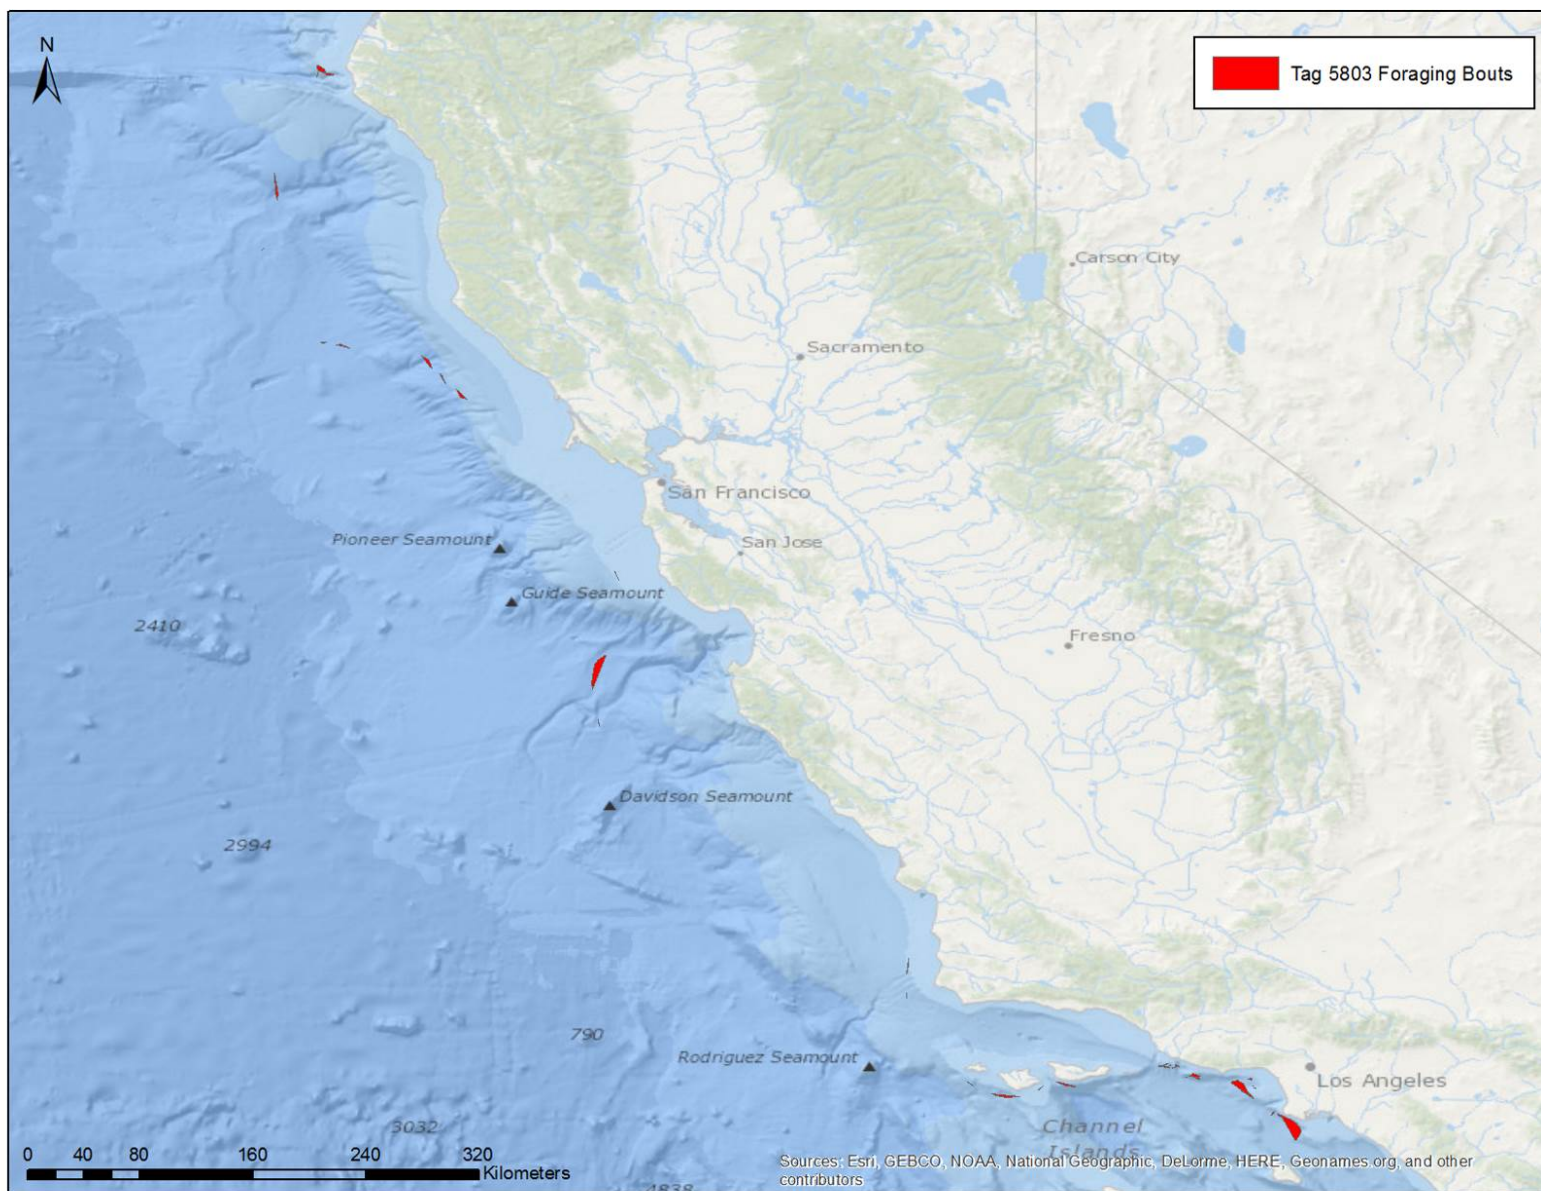 N
Tag 5803 Foraging Bouts
Carson City
Sacramento
San Francisco
Pioneer Seamount
San Jose
Guide Seamount
2410
Fresno
Davidson Seamount
2994
790
Rodriguez Seamount
Los Angeles
3032
Channel
Islands
0 40 80 160 240 320
Kilometers
Sources: Esri, GEBCO, NOAA, National Geographic, DeLorme, HERE, Geonames.org, and other
contributors
4838